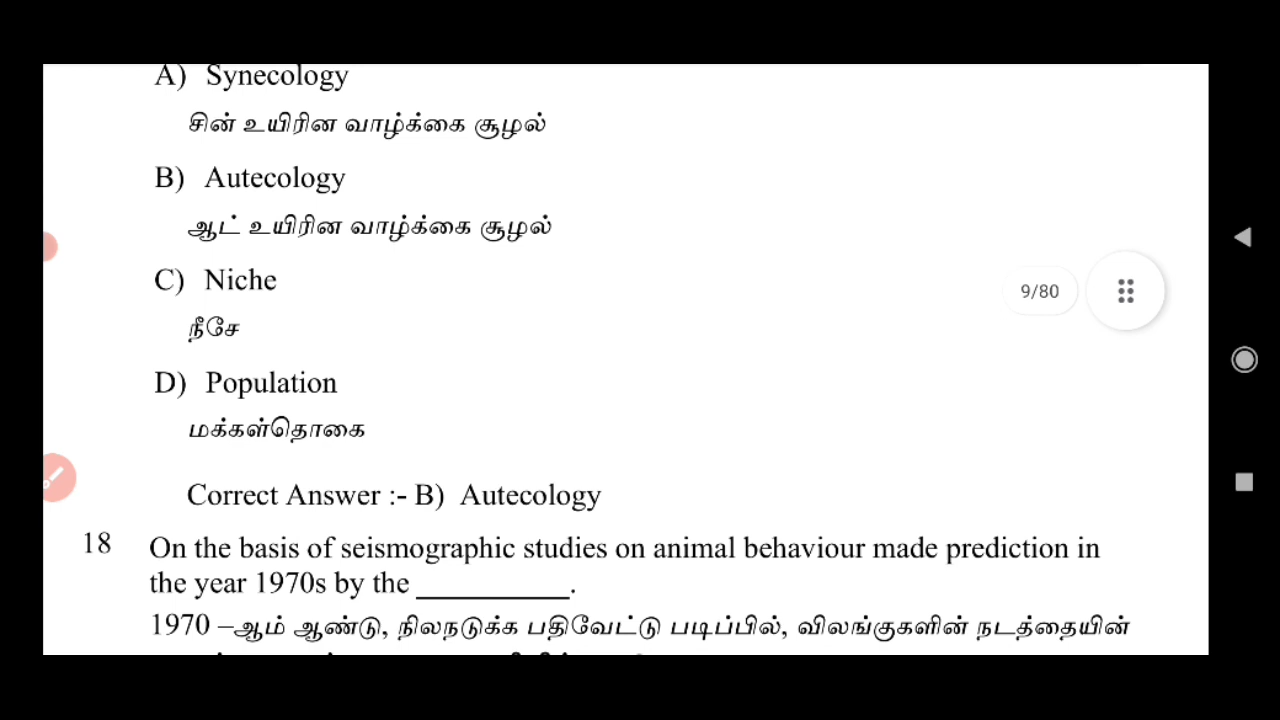 A) Synecology
சின் உயிரின வாழ்க்கை சூழல்
B) Autecology
ஆட் உயிரின வாழ்க்கை சூழல்
C) Niche
நீசே
D) Population
மக்கள்தொகை
9/80
Correct Answer :- B) Autecology
18 On the basis of seismographic studies on animal behaviour made prediction in
the year 1970s by the __________.
1970 –ஆம் ஆண்டு, நிலநடுக்க பதிவேட்டு படிப்பில், விலங்குகளின் நடத்தையின்